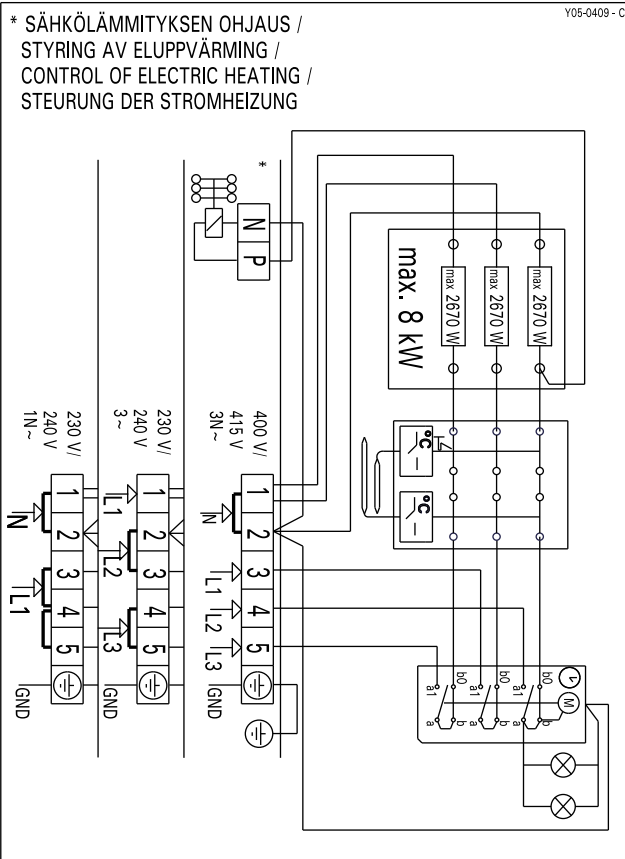 Y05-0409 - C
* SÄHKÖLÄMMITYKSEN OHJAUS /
STYRING AV ELUPPVÄRMING /
CONTROL OF ELECTRIC HEATING /
STEURUNG DER STROMHEIZUNG
*
N
P
max. 8 kW
max 2670 W
max 2670 W
max 2670 W
°C
°C
400 V/
415 V
3N~
1
2
3
4
5
N
L1
L2
L3
GND
230 V/
240 V
3~
1
2
3
4
5
L1
L2
L3
GND
230 V/
240 V
1N~
1
2
3
4
5
N
L1
GND
M
b0
a1
b
a
b0
a1
a
b0
a1
b
a